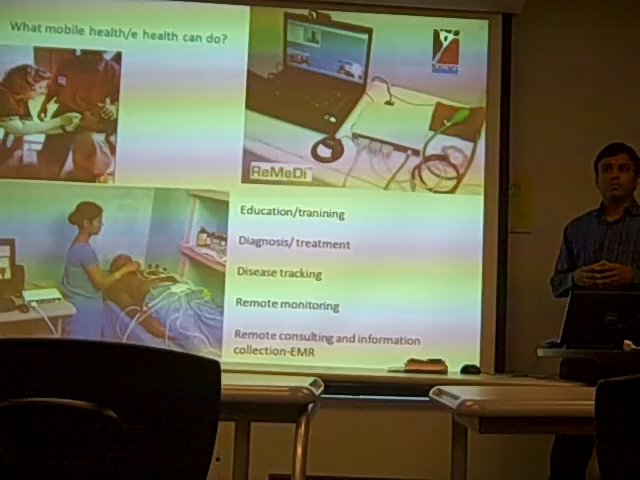 What mobile health/e health can do?
ReMeDi
Education/tranining
Diagnosis/ treatment
Disease tracking
Remote monitoring
Remote consulting and information
collection-EMR